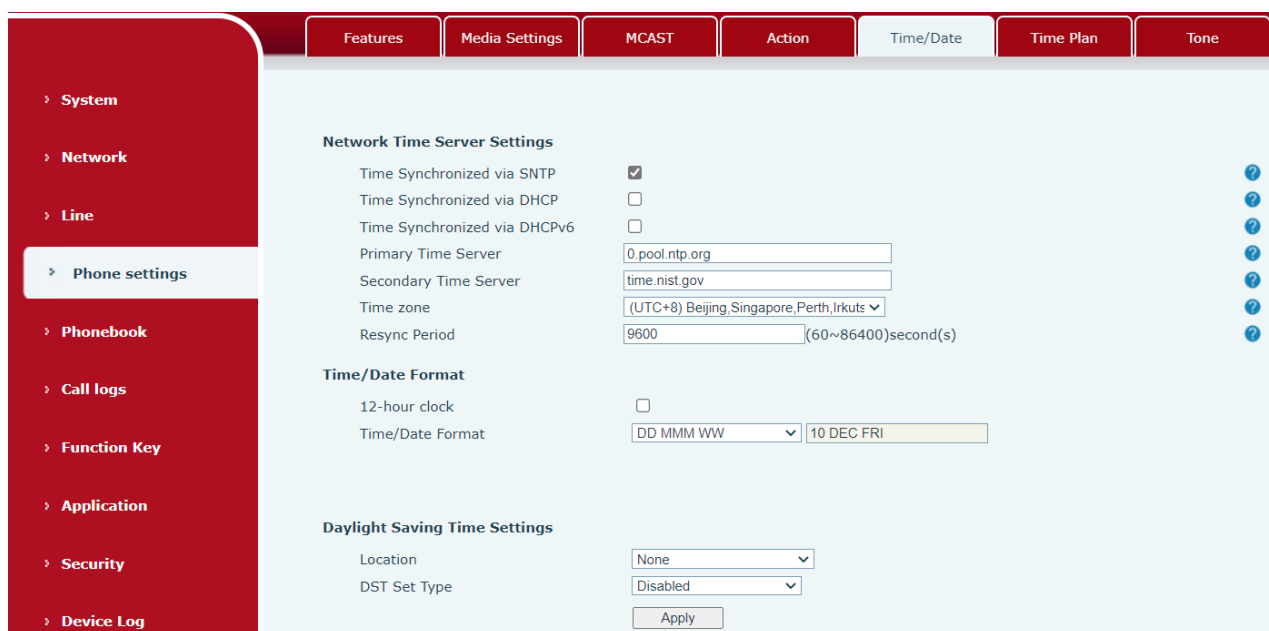 Features Media Settings MCAST Action Time/Date Time Plan Tone
System
Network
Line
Phone settings
Phonebook
Call logs
Function Key
Application
Security
Device Log
Network Time Server Settings
Time Synchronized via SNTP
Time Synchronized via DHCP
Time Synchronized via DHCPv6
Primary Time Server 0.pool.ntp.org
Secondary Time Server time.nist.gov
Time zone (UTC+8) Beijing,Singapore,Perth,Irkuts
Resync Period 9600 (60~86400)second(s)
Time/Date Format
12-hour clock
Time/Date Format DD MMM WW 10 DEC FRI
Daylight Saving Time Settings
Location None
DST Set Type Disabled
Apply